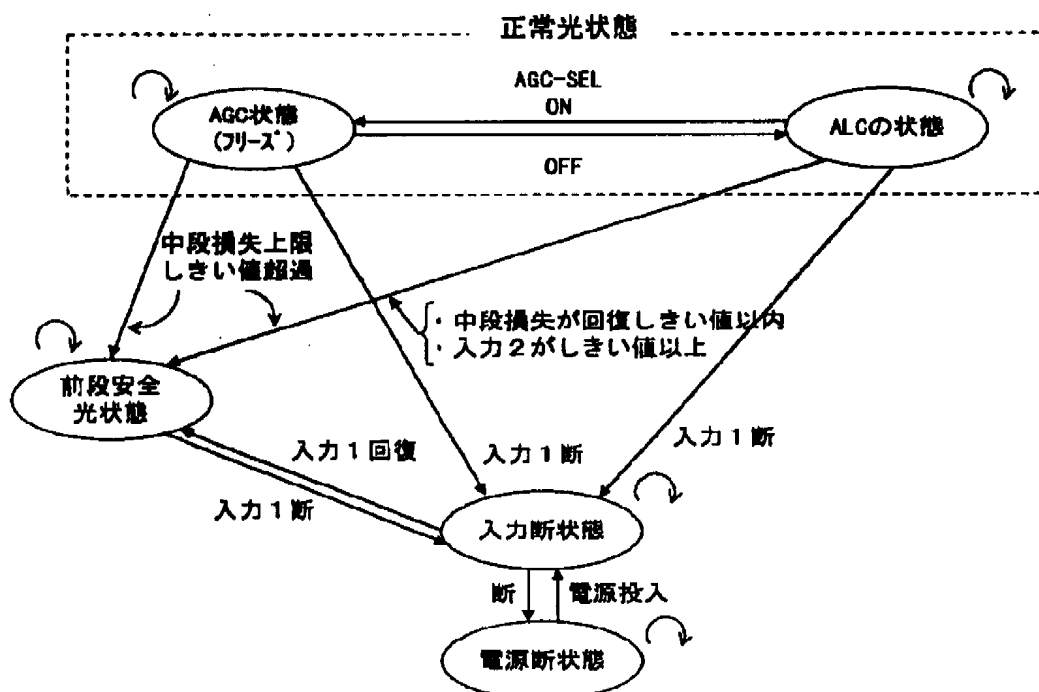 正常光状態
AGC-SEL
ON
AGC状態
(フリーズ)
ALCの状態
OFF
中段損失上限
しきい値超過
・中段損失が回復しきい値以内
・入力2がしきい値以上
前段安全
光状態
入力1回復
入力1断
入力1断
入力1断
入力断状態
断
電源投入
電源断状態